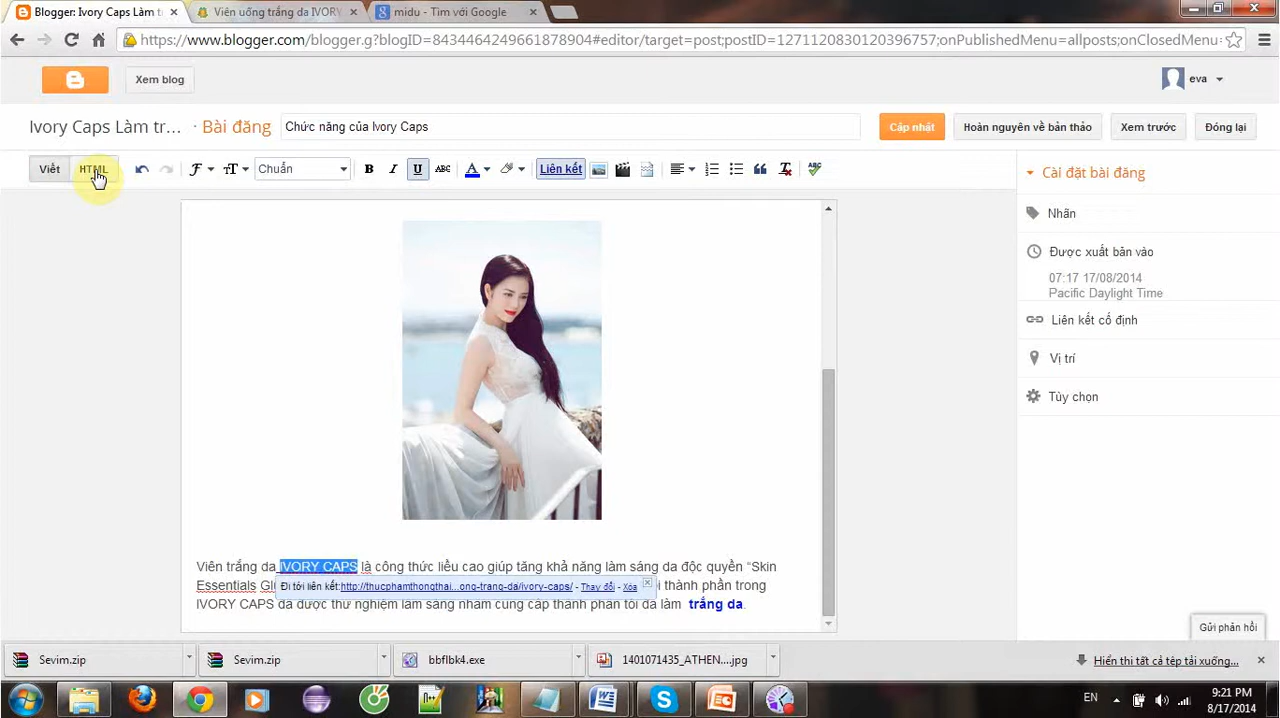 Blogger: Ivory Caps Làm tr
Viên uống trắng da IVORY
midu - Tìm với Google
https://www.blogger.com/blogger.g?blogID=8434464249661878904#editor/target=post;postID=1271120830120396757;onPublishedMenu=allposts;onClosedMenu=
Xem blog
eva
Ivory Caps Làm tr... · Bài đăng
Chức năng của Ivory Caps
Cập nhật
Hoàn nguyên về bản thảo
Xem trước
Đóng lại
Viết
HTML
Chuẩn
B
I
U
ABC
A
Liên kết
Cài đặt bài đăng
Nhãn
Được xuất bản vào
07:17 17/08/2014
Pacific Daylight Time
Liên kết cố định
Vị trí
Tùy chọn
Viên trắng da IVORY CAPS là công thức liều cao giúp tăng khả năng làm sáng da độc quyền “Skin
Essentials Đi tới liên kết:http://thucphamthongthai...ong-trang-da/ivory-caps/ - Thay đổi - Xóa thành phần trong
IVORY CAPS đã được thử nghiệm lâm sàng nhằm cung cấp thành phần tối đa làm trắng da.
Gửi phản hồi
Sevim.zip
Sevim.zip
bbflbk4.exe
1401071435_ATHEN....jpg
Hiển thị tất cả tệp tải xuống...
EN
9:21 PM
8/17/2014